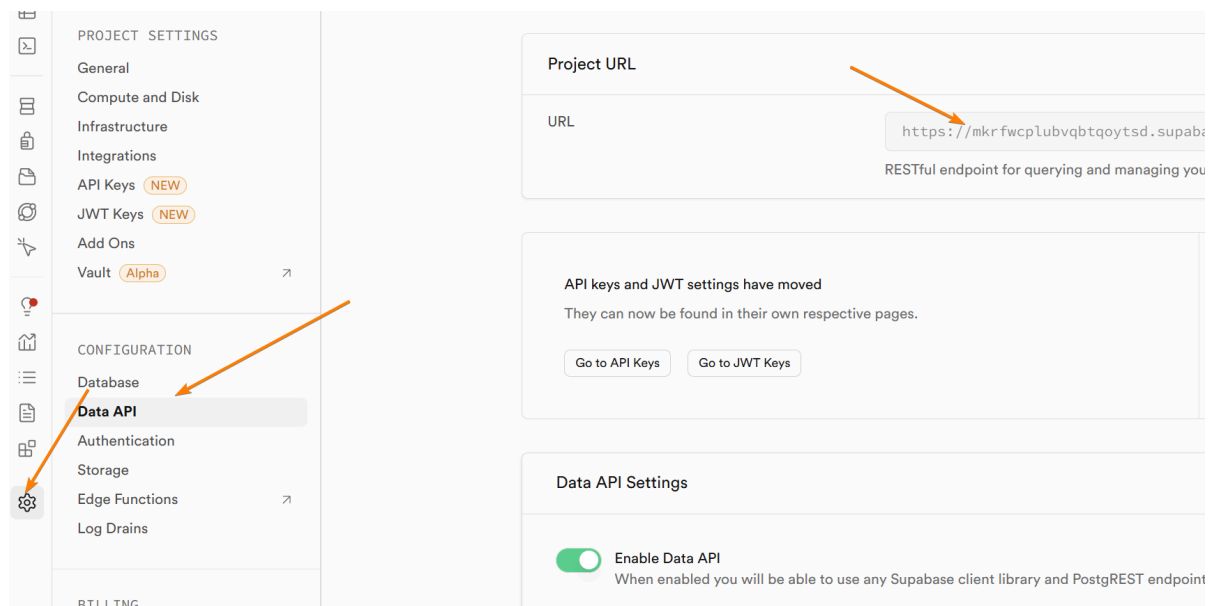 PROJECT SETTINGS
General
Compute and Disk
Infrastructure
Integrations
API Keys NEW
JWT Keys NEW
Add Ons
Vault Alpha
CONFIGURATION
Database
Data API
Authentication
Storage
Edge Functions
Log Drains
BILLING
Project URL
URL
https://mkrfwcplubvqbtqoytsd.supaba
RESTful endpoint for querying and managing you
API keys and JWT settings have moved
They can now be found in their own respective pages.
Go to API Keys Go to JWT Keys
Data API Settings
Enable Data API
When enabled you will be able to use any Supabase client library and PostgREST endpoint